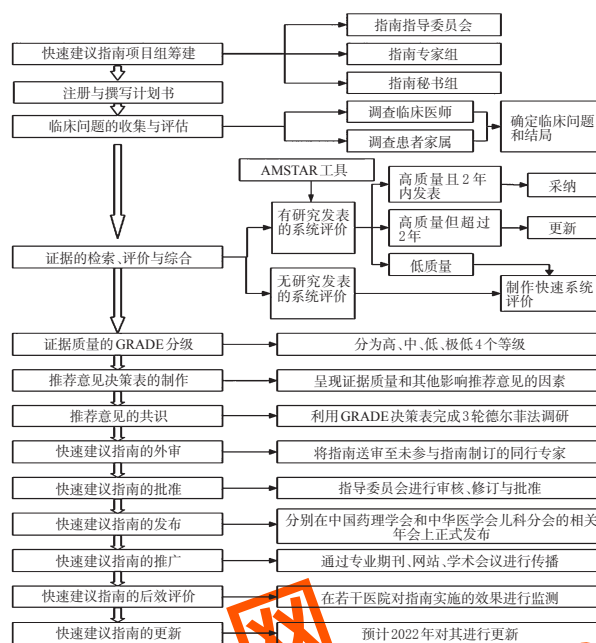 快速建议指南项目组筹建
指南指导委员会
指南专家组
指南秘书组
注册与撰写计划书
临床问题的收集与评估
调查临床医师
调查患者家属
确定临床问题
和结局
证据的检索、评价与综合
AMSTAR工具
有研究发表
的系统评价
高质量且2年
内发表
采纳
高质量但超过
2年
更新
低质量
无研究发表
的系统评价
制作快速系统
评价
证据质量的GRADE分级
分为高、中、低、极低4个等级
推荐意见决策表的制作
呈现证据质量和其他影响推荐意见的因素
推荐意见的共识
利用GRADE决策表完成3轮德尔菲法调研
快速建议指南的外审
将指南送审至未参与指南制订的同行专家
快速建议指南的批准
指导委员会进行审核、修订与批准
快速建议指南的发布
分别在中国药理学会和中华医学会儿科分会的相关
年会上正式发布
快速建议指南的推广
通过专业期刊、网站、学术会议进行传播
快速建议指南的后效评价
在若干医院对指南实施的效果进行监测
快速建议指南的更新
预计2022年对其进行更新
网